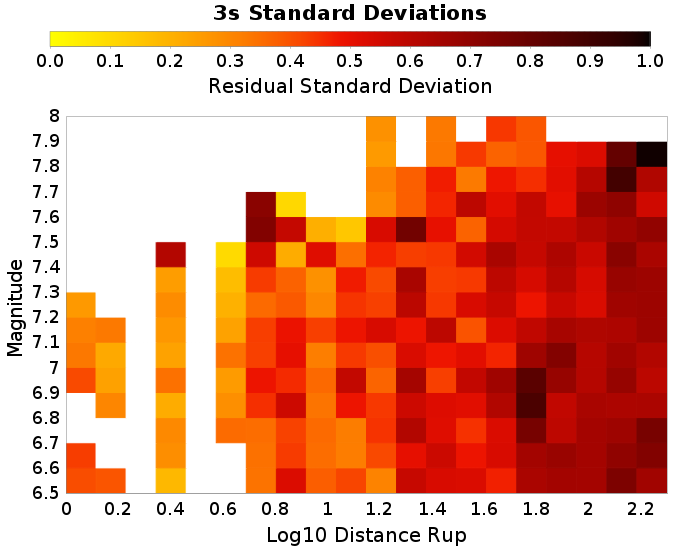 3s Standard Deviations
0.0 0.1 0.2 0.3 0.4 0.5 0.6 0.7 0.8 0.9 1.0
Residual Standard Deviation
8
7.9
7.8
7.7
7.6
7.5
7.4
7.3
7.2
7.1
7
6.9
6.8
6.7
6.6
6.5
Magnitude
0 0.2 0.4 0.6 0.8 1 1.2 1.4 1.6 1.8 2 2.2
Log10 Distance Rup